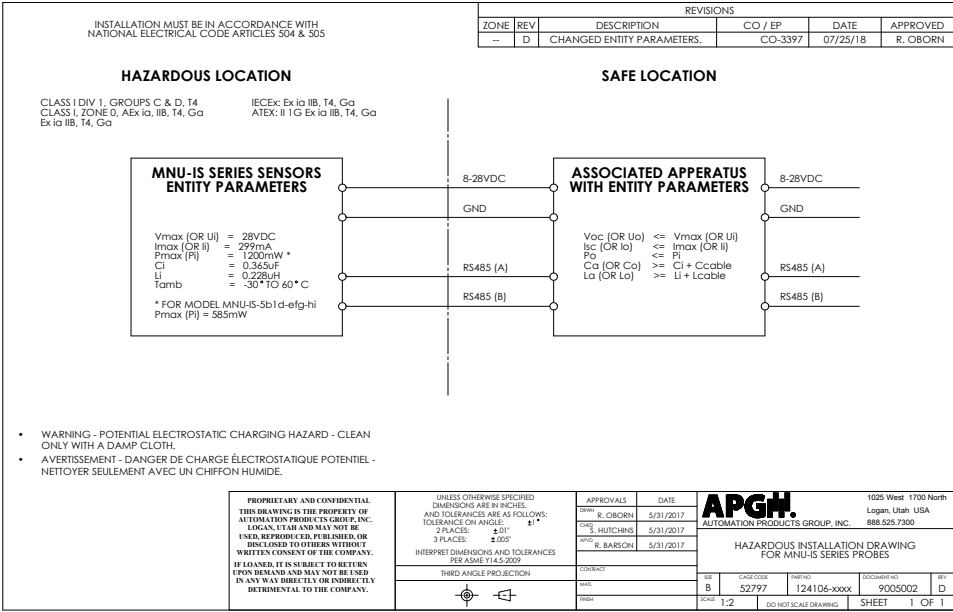 INSTALLATION MUST BE IN ACCORDANCE WITH
NATIONAL ELECTRICAL CODE ARTICLES 504 & 505
REVISIONS
ZONE REV DESCRIPTION CO / EP DATE APPROVED
-- D CHANGED ENTITY PARAMETERS. CO-3397 07/25/18 R. OBORN
HAZARDOUS LOCATION
SAFE LOCATION
CLASS I DIV 1, GROUPS C & D, T4
CLASS I, ZONE 0, AEx ia, IIB, T4, Ga
Ex ia IIB, T4, Ga
IECEx: Ex ia IIB, T4, Ga
ATEX: II 1G Ex ia IIB, T4, Ga
MNU-IS SERIES SENSORS
ENTITY PARAMETERS
Vmax (OR Ui) = 28VDC
Imax (OR Ii) = 299mA
Pmax (Pi) = 1200mW *
Ci = 0.365uF
Li = 0.228uH
Tamb = -30° TO 60° C
* FOR MODEL MNU-IS-5b1d-efg-hi
Pmax (Pi) = 585mW
8-28VDC
GND
RS485 (A)
RS485 (B)
ASSOCIATED APPARATUS
WITH ENTITY PARAMETERS
Voc (OR Uo) <= Vmax (OR Ui)
Isc (OR Io) <= Imax (OR Ii)
Po <= Pi
Ca (OR Co) >= Ci + Ccable
La (OR Lo) >= Li + Lcable
8-28VDC
GND
RS485 (A)
RS485 (B)
• WARNING - POTENTIAL ELECTROSTATIC CHARGING HAZARD - CLEAN
ONLY WITH A DAMP CLOTH.
• AVERTISSEMENT - DANGER DE CHARGE ÉLECTROSTATIQUE POTENTIEL -
NETTOYER SEULEMENT AVEC UN CHIFFON HUMIDE.
PROPRIETARY AND CONFIDENTIAL
THIS DRAWING IS THE PROPERTY OF
AUTOMATION PRODUCTS GROUP, INC.
LOGAN, UTAH AND MAY NOT BE
USED, REPRODUCED, PUBLISHED, OR
DISCLOSED TO OTHERS WITHOUT
WRITTEN CONSENT OF THE COMPANY.
IF LOANED, IT IS SUBJECT TO RETURN
UPON DEMAND AND MAY NOT BE USED
IN ANY WAY DIRECTLY OR INDIRECTLY
DETRIMENTAL TO THE COMPANY.
UNLESS OTHERWISE SPECIFIED
DIMENSIONS ARE IN INCHES.
AND TOLERANCES ARE AS FOLLOWS:
TOLERANCE ON ANGLE: ±1°
2 PLACES: ±.01"
3 PLACES: ±.005"
INTERPRET DIMENSIONS AND TOLERANCES
PER ASME Y14.5-2009
THIRD ANGLE PROJECTION
APPROVALS DATE
DRWN R. OBORN 5/31/2017
CHKD S. HUTCHINS 5/31/2017
APVD R. BARSON 5/31/2017
CONTRACT
MATL
FINISH
APG
AUTOMATION PRODUCTS GROUP, INC.
1025 West 1700 North
Logan, Utah USA
888.525.7300
HAZARDOUS INSTALLATION DRAWING
FOR MNU-IS SERIES PROBES
SIZE CAGE CODE PART NO DOCUMENT NO REV
B 52797 124106-xxxx 9005002 D
SCALE 1:2 DO NOT SCALE DRAWING SHEET 1 OF 1